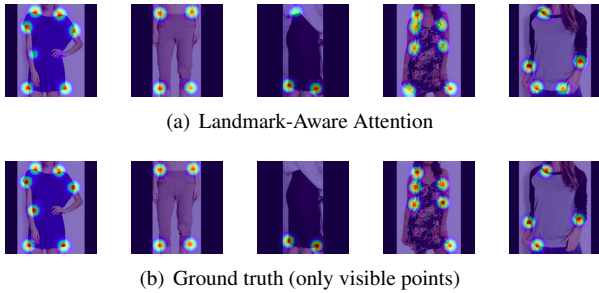 (a) Landmark-Aware Attention
(b) Ground truth (only visible points)